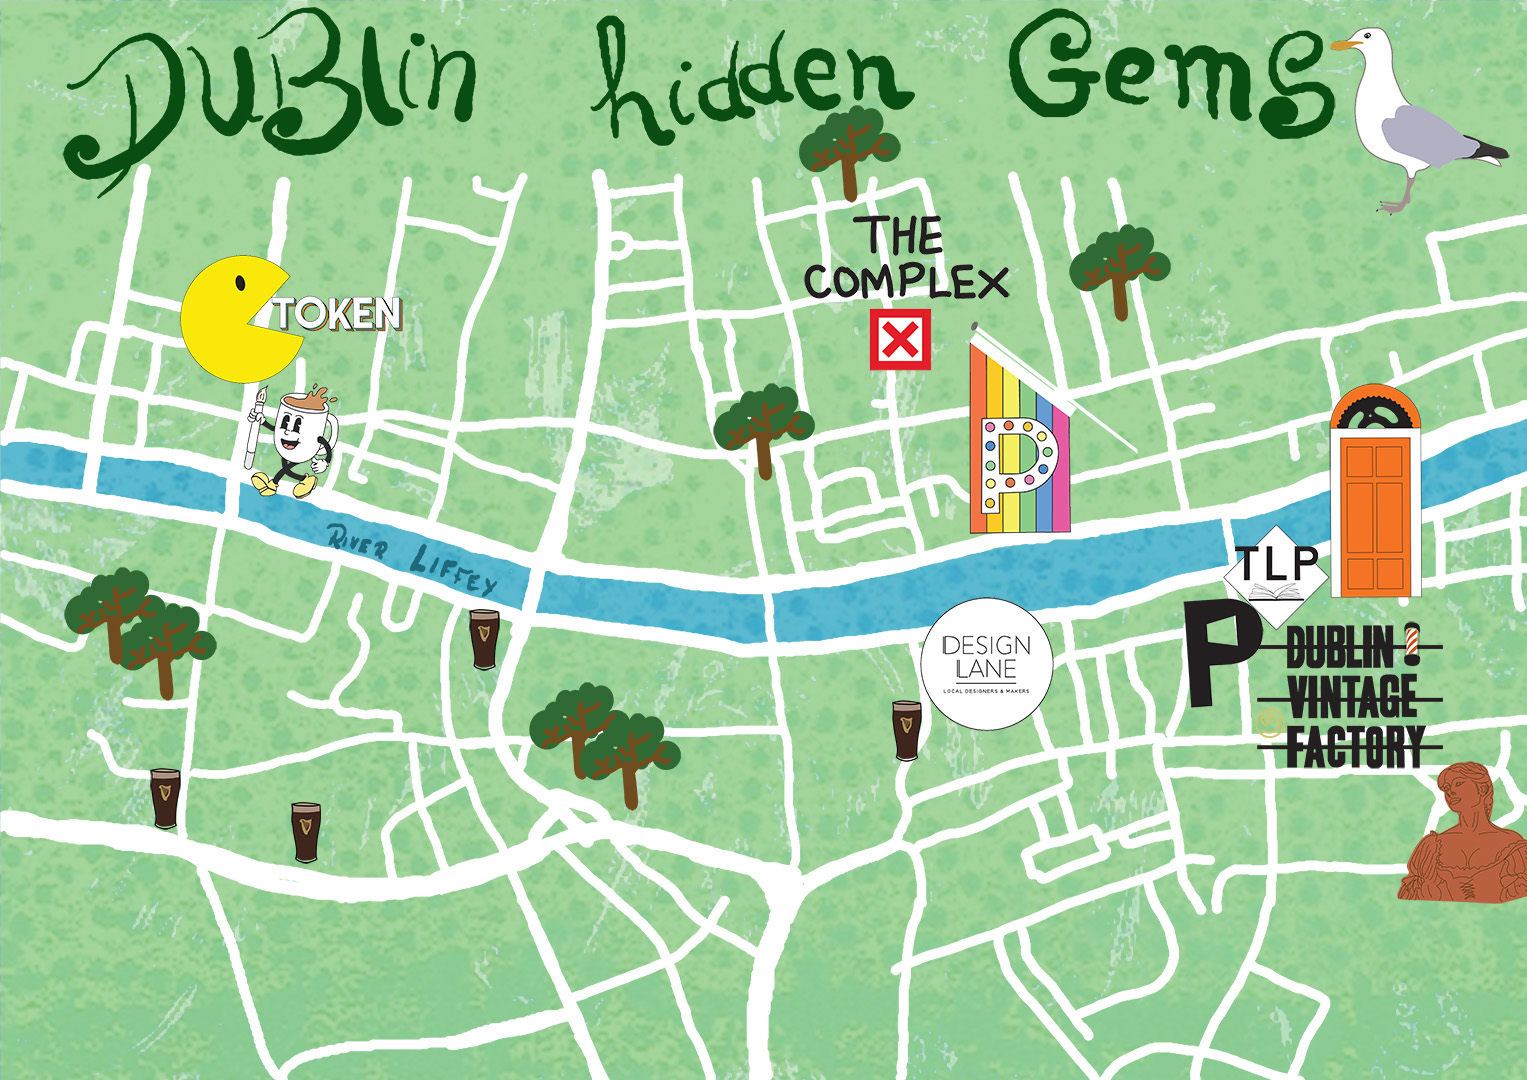 DuBlin hidden Gems
THE
COMPLEX
TOKEN
P
RIVER LIFFEY
TLP
DESIGN
LANE
LOCAL DESIGNERS & MAKERS
P
DUBLIN
VINTAGE
FACTORY